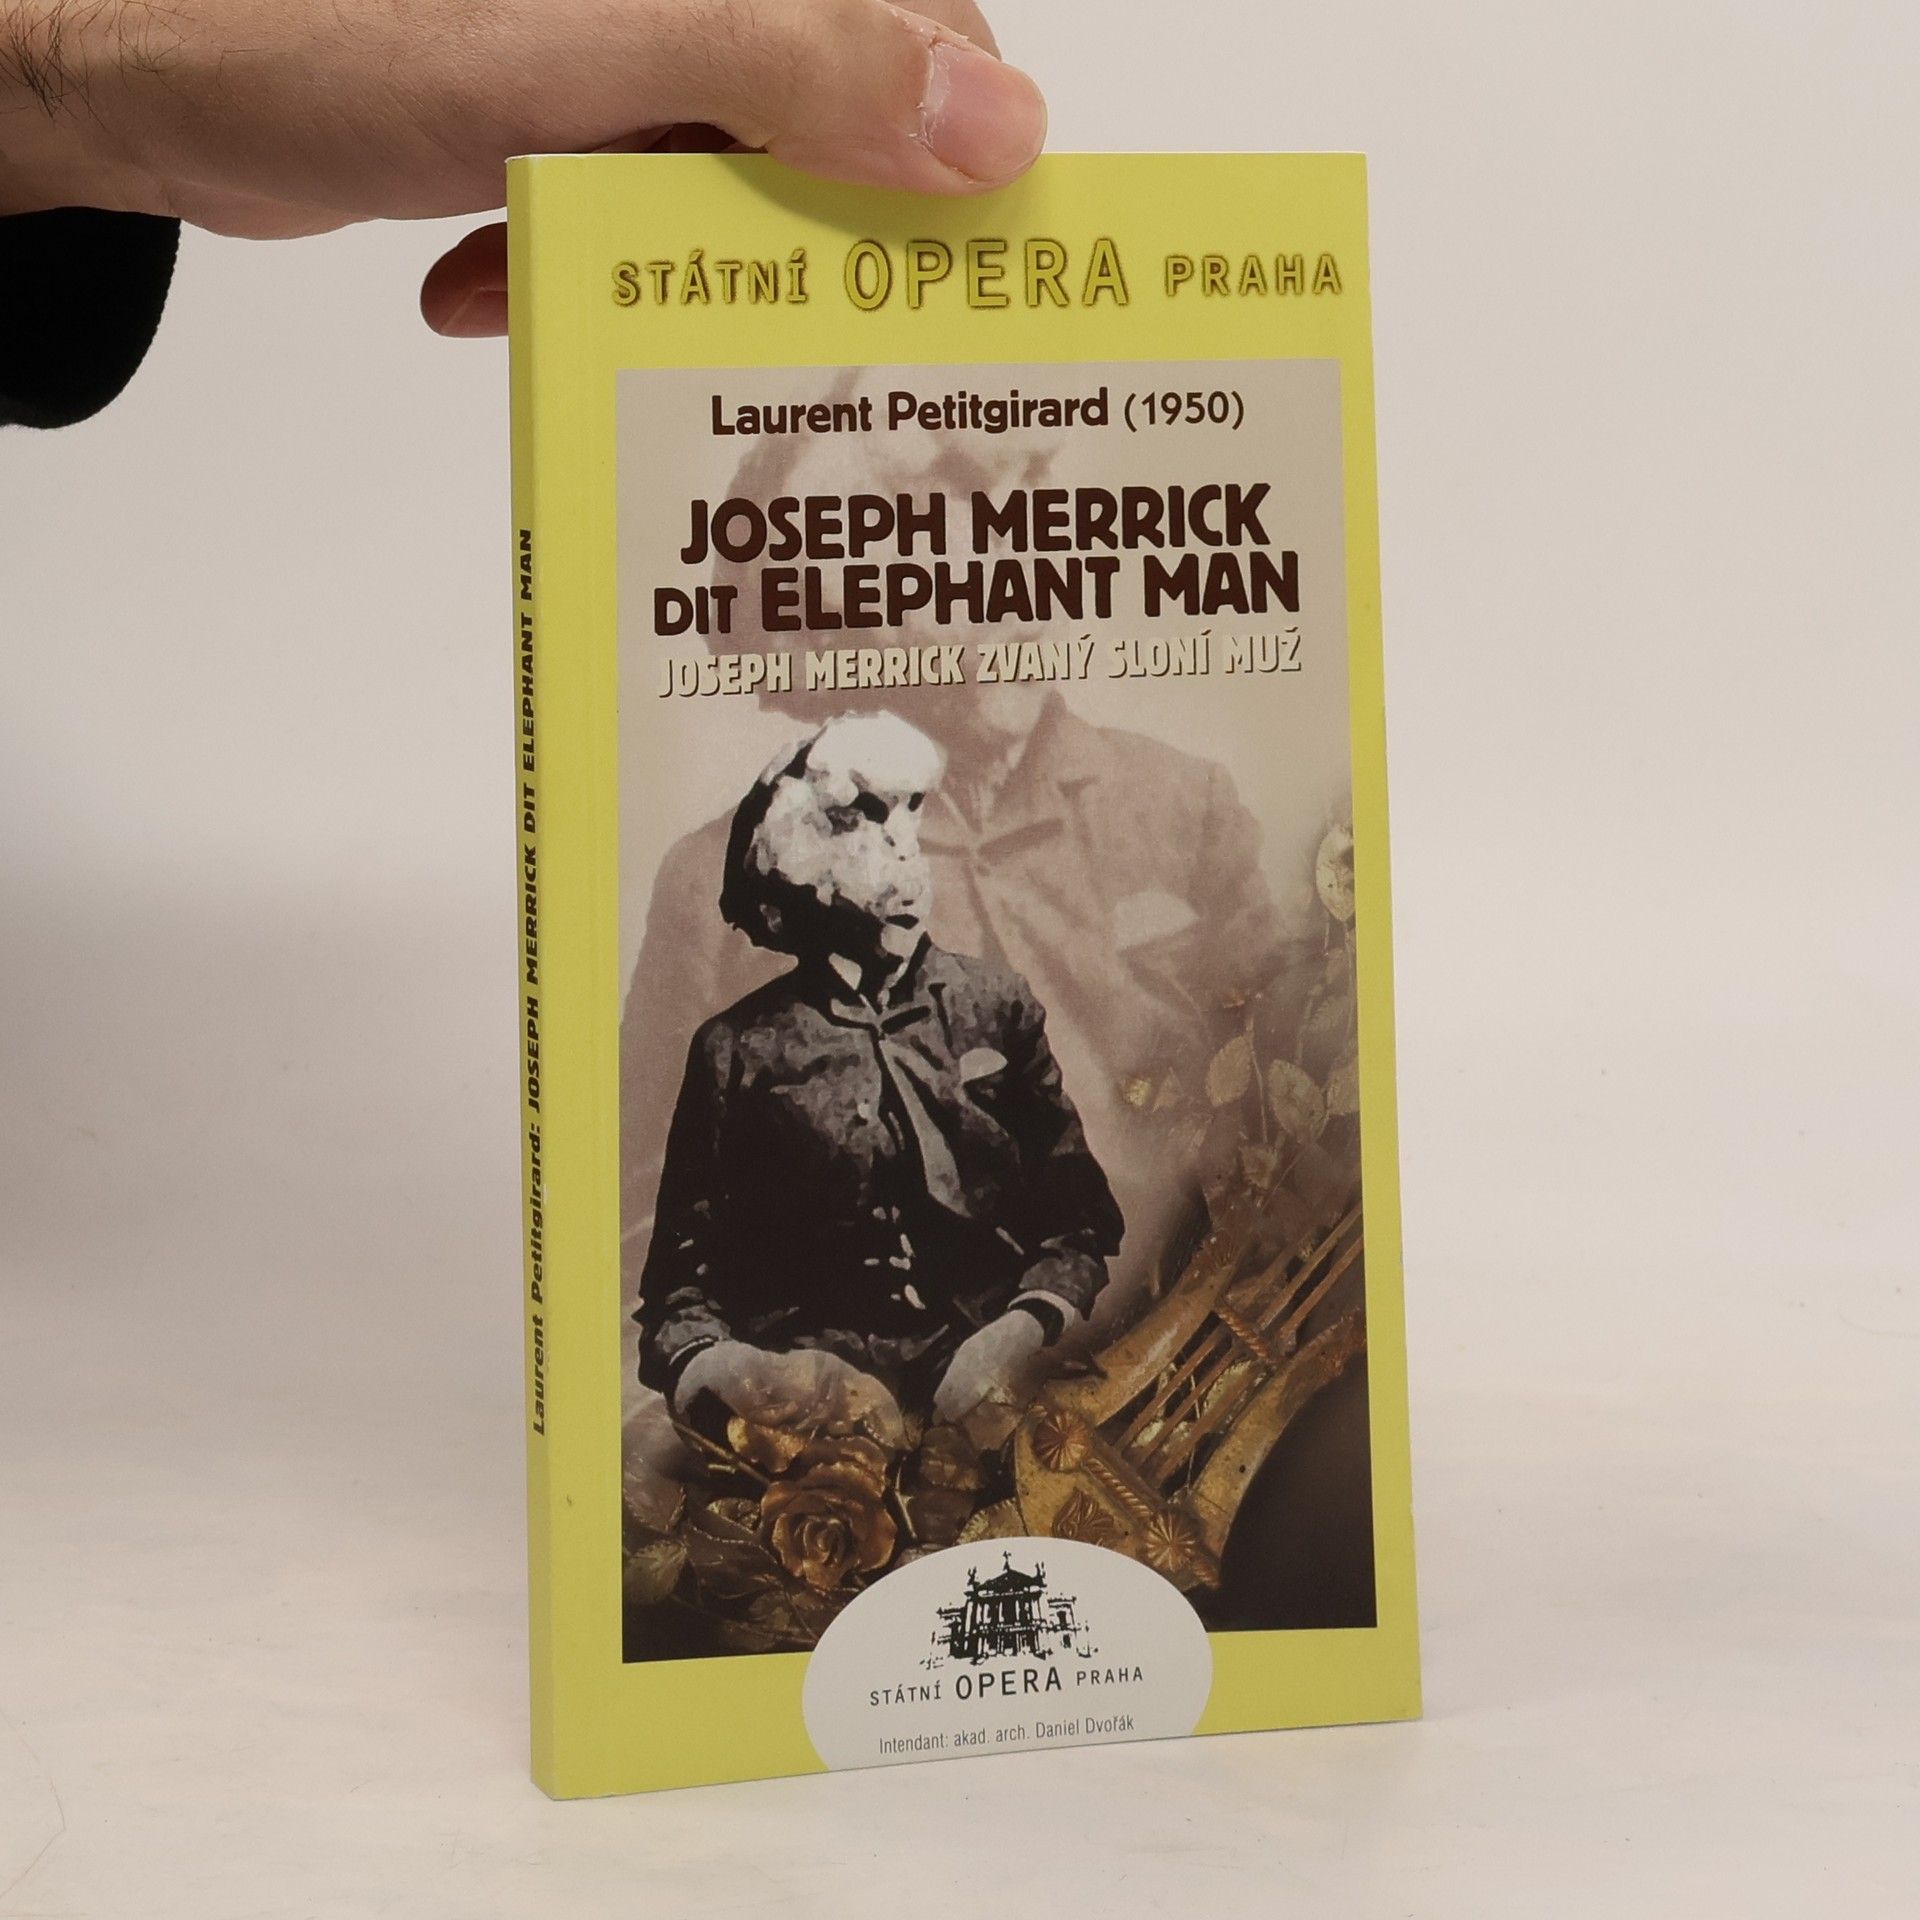 STÁTNÍ OPERA PRAHA
Laurent Petitgirard (1950)
JOSEPH MERRICK
DIT ELEPHANT MAN
JOSEPH MERRICK ZVANÝ SLONÍ MUŽ
STÁTNÍ OPERA PRAHA
Intendant: akad. arch. Daniel Dvořák
Laurent Petitgirard: JOSEPH MERRICK DIT ELEPHANT MAN